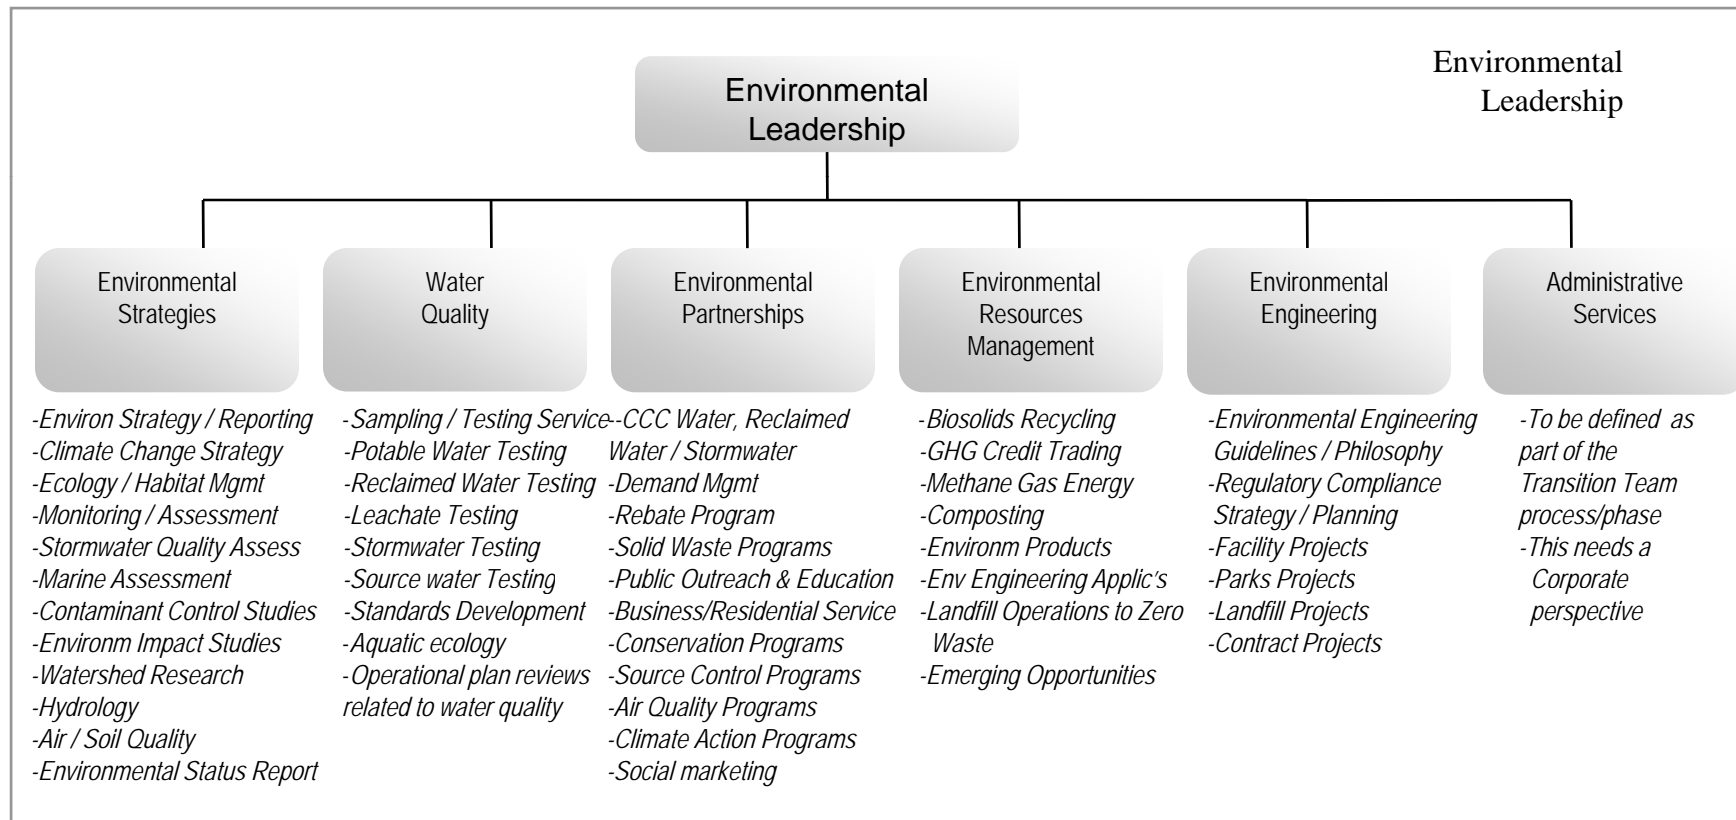 Environmental
Leadership
Environmental
Leadership
Environmental
Strategies
-Environ Strategy / Reporting
-Climate Change Strategy
-Ecology / Habitat Mgmt
-Monitoring / Assessment
-Stormwater Quality Assess
-Marine Assessment
-Contaminant Control Studies
-Environm Impact Studies
-Watershed Research
-Hydrology
-Air / Soil Quality
-Environmental Status Report
Water
Quality
-Sampling / Testing Service
-Potable Water Testing
-Reclaimed Water Testing
-Leachate Testing
-Stormwater Testing
-Source water Testing
-Standards Development
-Aquatic ecology
-Operational plan reviews
related to water quality
Environmental
Partnerships
--CCC Water, Reclaimed
Water / Stormwater
-Demand Mgmt
-Rebate Program
-Solid Waste Programs
-Public Outreach & Education
-Business/Residential Service
-Conservation Programs
-Source Control Programs
-Air Quality Programs
-Climate Action Programs
-Social marketing
Environmental
Resources
Management
-Biosolids Recycling
-GHG Credit Trading
-Methane Gas Energy
-Composting
-Environm Products
-Env Engineering Applic's
-Landfill Operations to Zero
Waste
-Emerging Opportunities
Environmental
Engineering
-Environmental Engineering
Guidelines / Philosophy
-Regulatory Compliance
Strategy / Planning
-Facility Projects
-Parks Projects
-Landfill Projects
-Contract Projects
Administrative
Services
-To be defined as
part of the
Transition Team
process/phase
-This needs a
Corporate
perspective